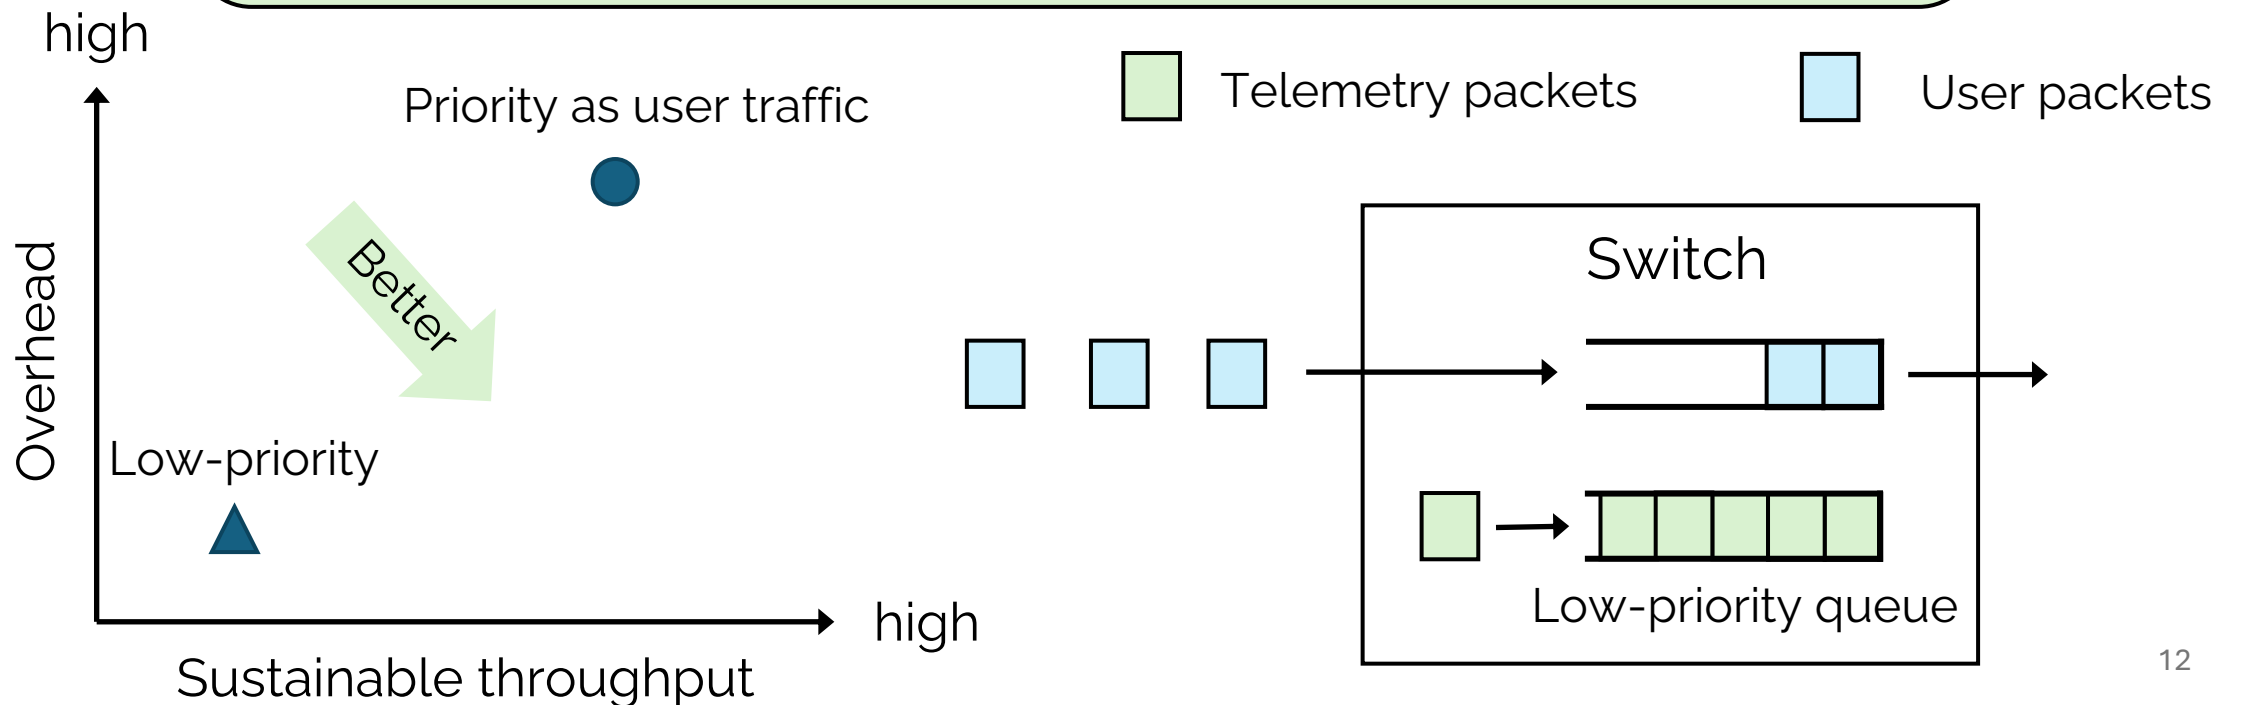 high
Priority as user traffic
Telemetry packets
User packets
Better
Overhead
Switch
Low-priority
Low-priority queue
high
Sustainable throughput
12